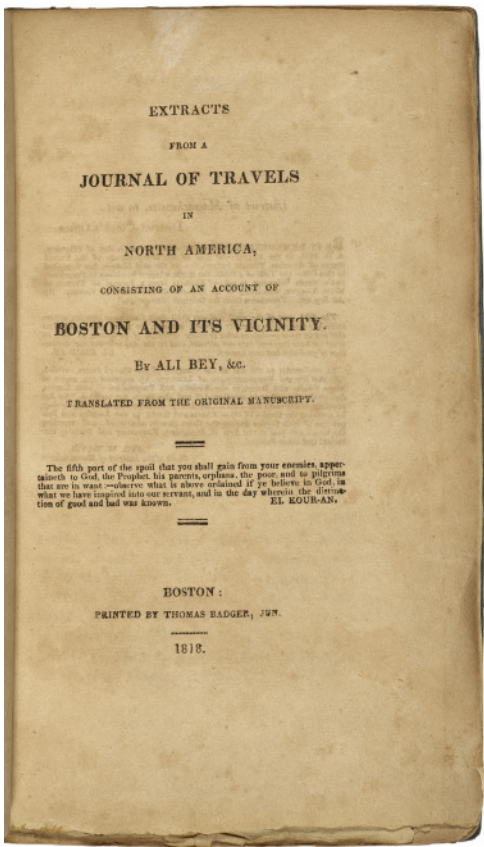 EXTRACTS
FROM A
JOURNAL OF TRAVELS
IN
NORTH AMERICA,
CONSISTING OF AN ACCOUNT OF
BOSTON AND ITS VICINITY.
By ALI BEY, &c.
TRANSLATED FROM THE ORIGINAL MANUSCRIPT.
The fifth part of the spoil that you shall gain from your enemies, apper-
taineth to God, the Prophet, his parents, orphans, the poor, and to pilgrims
that are in want :—observe what is above ordained if ye believe in God, in
what we have inspired into our servant, and in the day wherein the distinc-
tion of good and bad was known. EL KOUR-AN.
BOSTON:
PRINTED BY THOMAS BADGER, JUN.
1818.